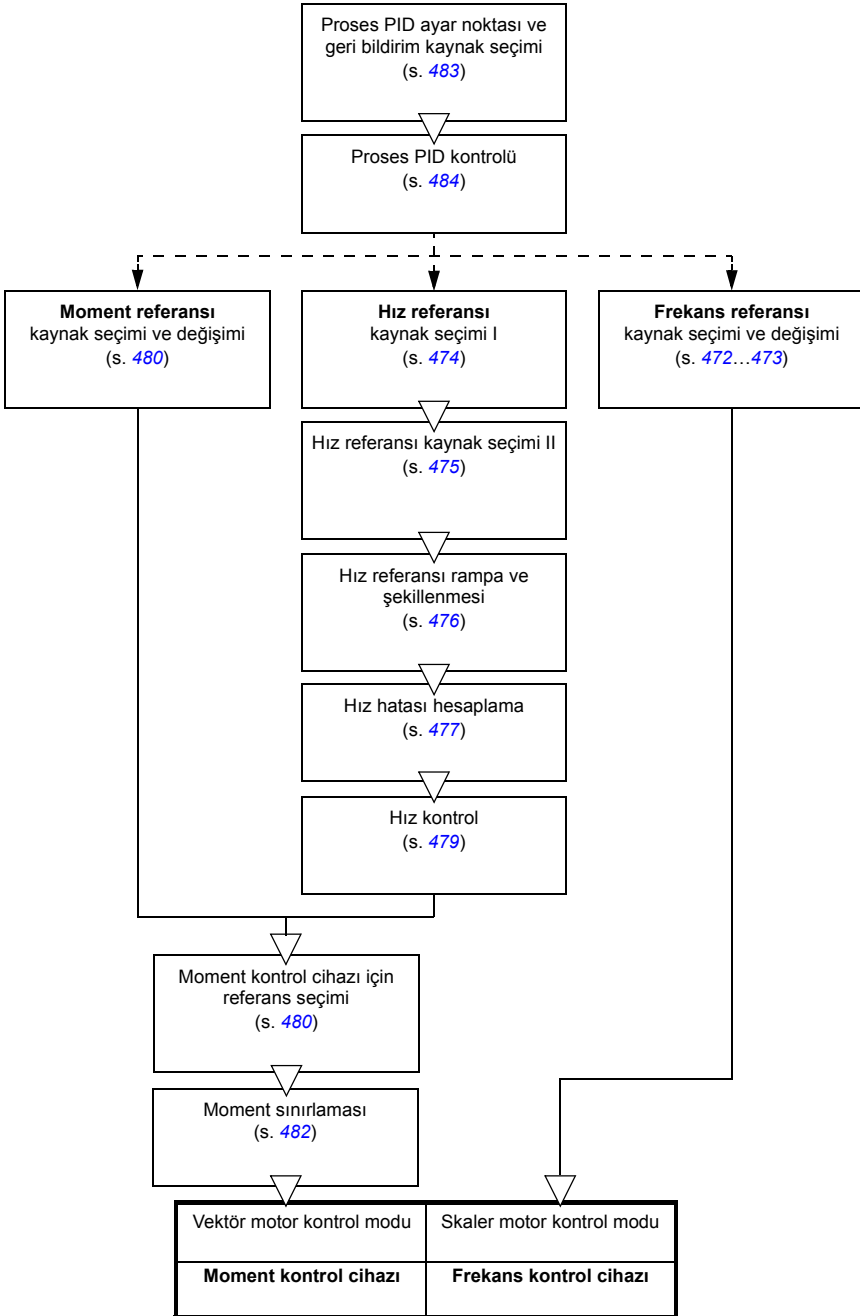 Proses PID ayar noktası ve
geri bildirim kaynak seçimi
(s. 483)
Proses PID kontrolü
(s. 484)
Moment referansı
kaynak seçimi ve değişimi
(s. 480)
Hız referansı
kaynak seçimi I
(s. 474)
Frekans referansı
kaynak seçimi ve değişimi
(s. 472…473)
Hız referansı kaynak seçimi II
(s. 475)
Hız referansı rampa ve
şekillenmesi
(s. 476)
Hız hatası hesaplama
(s. 477)
Hız kontrol
(s. 479)
Moment kontrol cihazı için
referans seçimi
(s. 480)
Moment sınırlaması
(s. 482)
Vektör motor kontrol modu
Skaler motor kontrol modu
Moment kontrol cihazı
Frekans kontrol cihazı